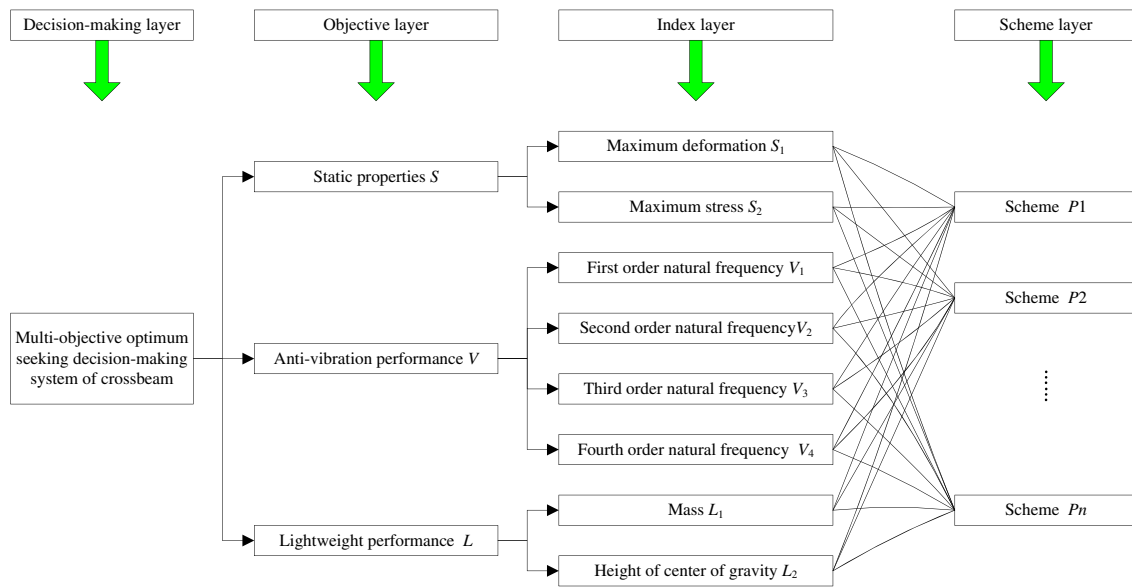 Decision-making layer
Objective layer
Index layer
Scheme layer
Maximum deformation S1
Static properties S
Maximum stress S2
Scheme P1
First order natural frequency V1
Scheme P2
Second order natural frequencyV2
Multi-objective optimum
seeking decision-making
system of crossbeam
Anti-vibration performance V
Third order natural frequency V3
Fourth order natural frequency V4
Mass L1
Scheme Pn
Lightweight performance L
Height of center of gravity L2